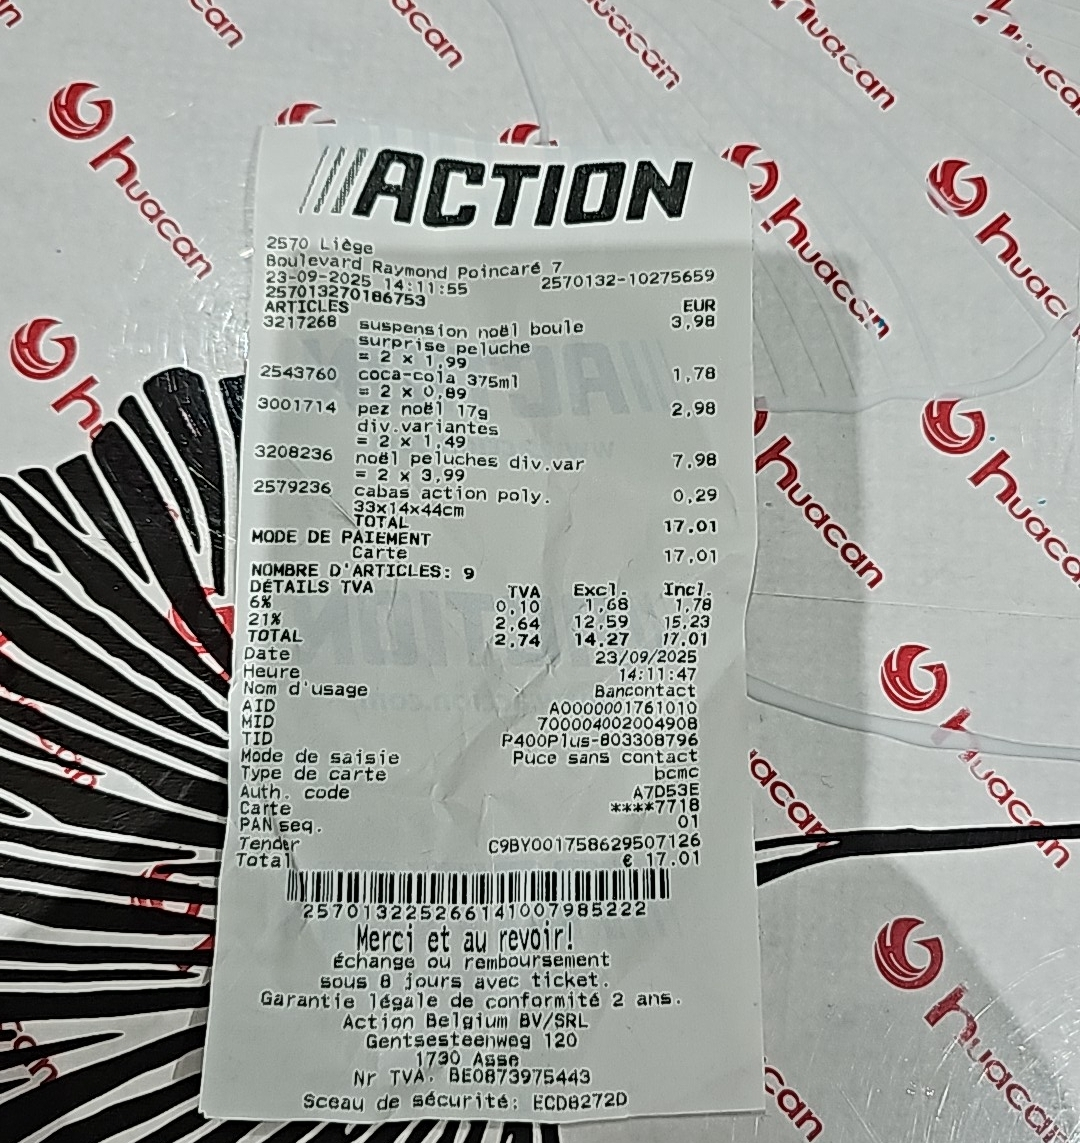 ///ACTION
2570 Liège
Boulevard Raymond Poincaré 7
23-09-2025 14:11:55 2570132-10275659
257013270186753
ARTICLES EUR
3217268 suspension noël boule 3,98
surprise peluche
= 2 x 1,99
2543760 coca-cola 375ml 1,78
= 2 x 0,89
3001714 pez noël 17g 2,98
div.variantes
= 2 x 1,49
3208236 noël peluches div.var 7,98
= 2 x 3,99
2579236 cabas action poly. 0,29
33x14x44cm
TOTAL 17,01
MODE DE PAIEMENT
Carte 17,01
NOMBRE D'ARTICLES: 9
DÉTAILS TVA TVA Excl. Incl.
6% 0,10 1,68 1,78
21% 2,64 12,59 15,23
TOTAL 2,74 14,27 17,01
Date 23/09/2025
Heure 14:11:47
Nom d'usage Bancontact
AID A0000001761010
MID 700004002004908
TID P400Plus-803308796
Mode de saisie Puce sans contact
Type de carte bcmc
Auth. code A7D53E
Carte ****7718
PAN seq. 01
Tender C9BY001758629507126
Total € 17.01
257013225266141007985222
Merci et au revoir!
Échange ou remboursement
sous 8 jours avec ticket.
Garantie légale de conformité 2 ans.
Action Belgium BV/SRL
Gentsesteenweg 120
1730 Asse
Nr TVA. BE0873975443
Sceau de sécurité: ECD8272D
huacan
huacan
huacan
huacan
huacan
huacan
huacan
huacan
huacan
huacan
huacan